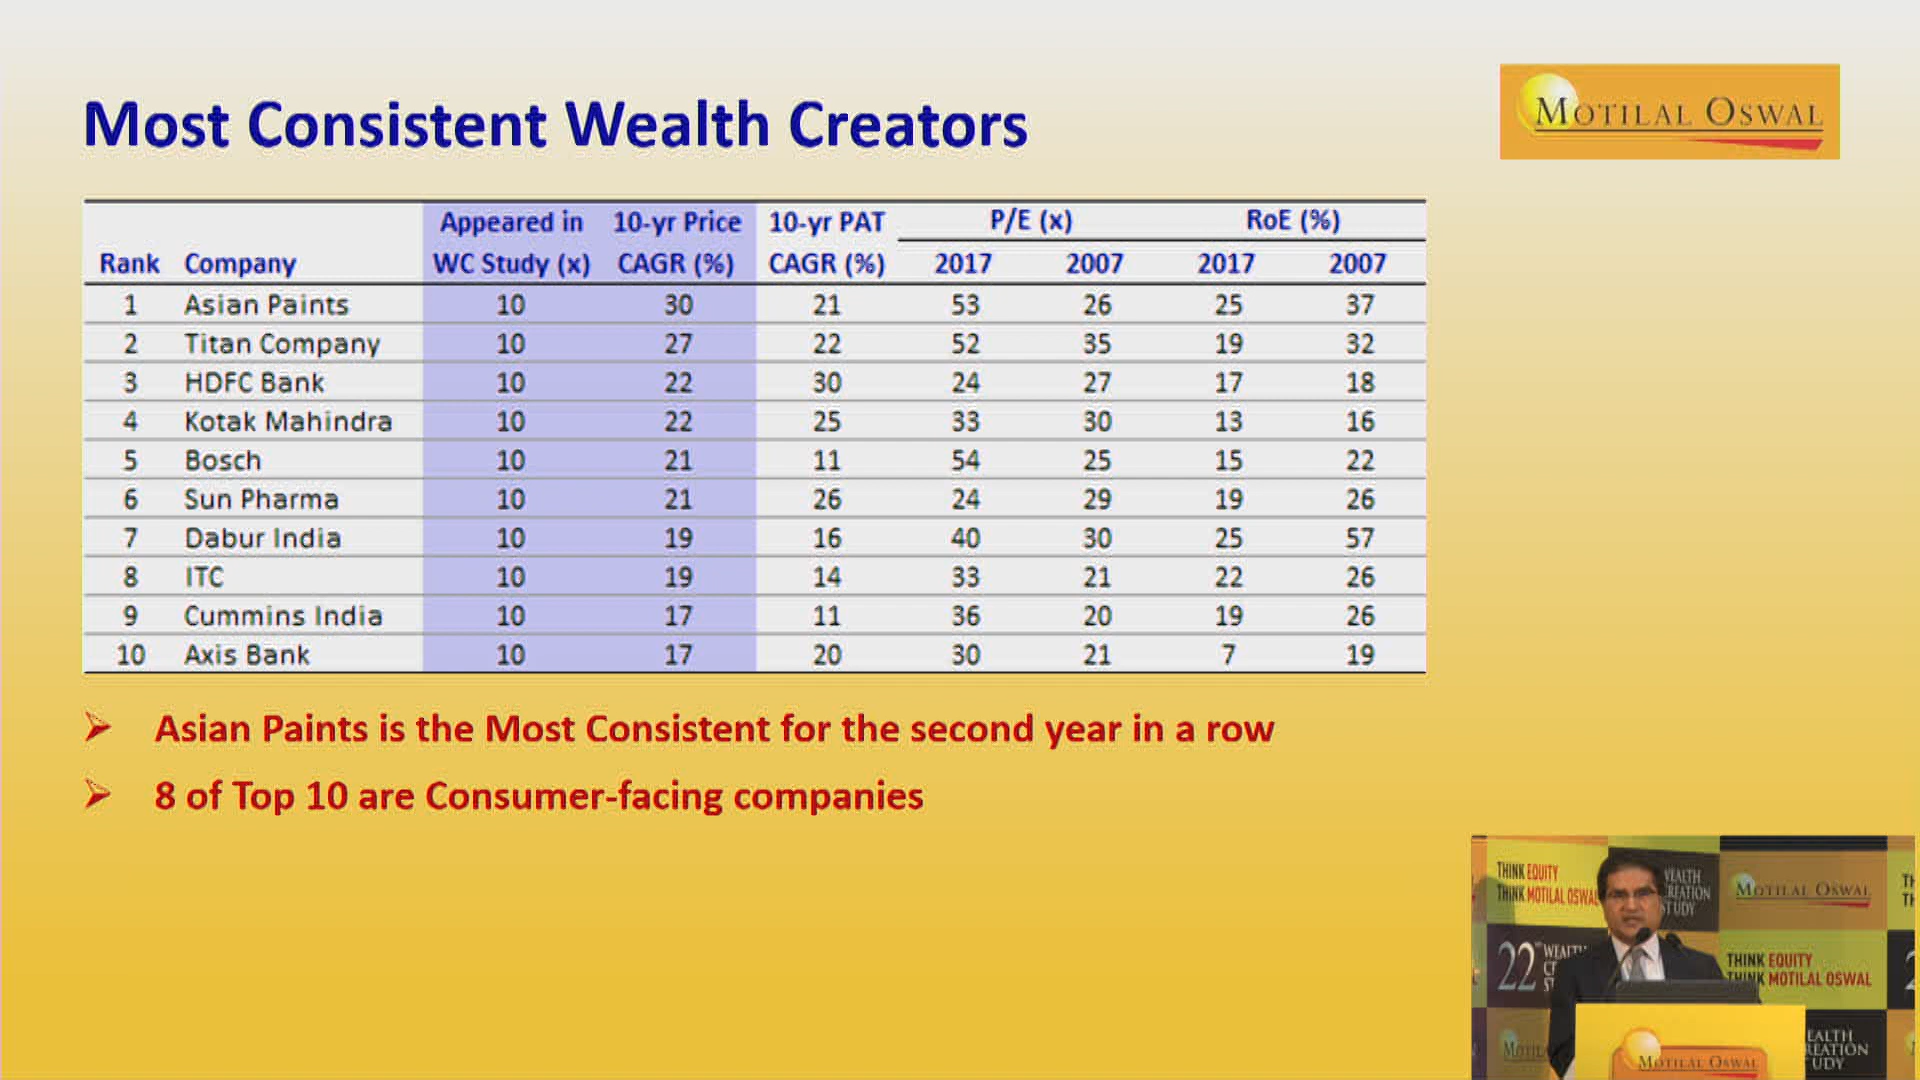 Most Consistent Wealth Creators
MOTILAL OSWAL
Appeared in 10-yr Price 10-yr PAT P/E (x) RoE (%)
Rank Company WC Study (x) CAGR (%) CAGR (%) 2017 2007 2017 2007
1 Asian Paints 10 30 21 53 26 25 37
2 Titan Company 10 27 22 52 35 19 32
3 HDFC Bank 10 22 30 24 27 17 18
4 Kotak Mahindra 10 22 25 33 30 13 16
5 Bosch 10 21 11 54 25 15 22
6 Sun Pharma 10 21 26 24 29 19 26
7 Dabur India 10 19 16 40 30 25 57
8 ITC 10 19 14 33 21 22 26
9 Cummins India 10 17 11 36 20 19 26
10 Axis Bank 10 17 20 30 21 7 19
Asian Paints is the Most Consistent for the second year in a row
8 of Top 10 are Consumer-facing companies
THINK EQUITY
THINK MOTILAL OSWAL
STUDY
MOTILAL OSWAL
22
THINK EQUITY
THINK MOTILAL OSWAL
MOTILAL OSWAL